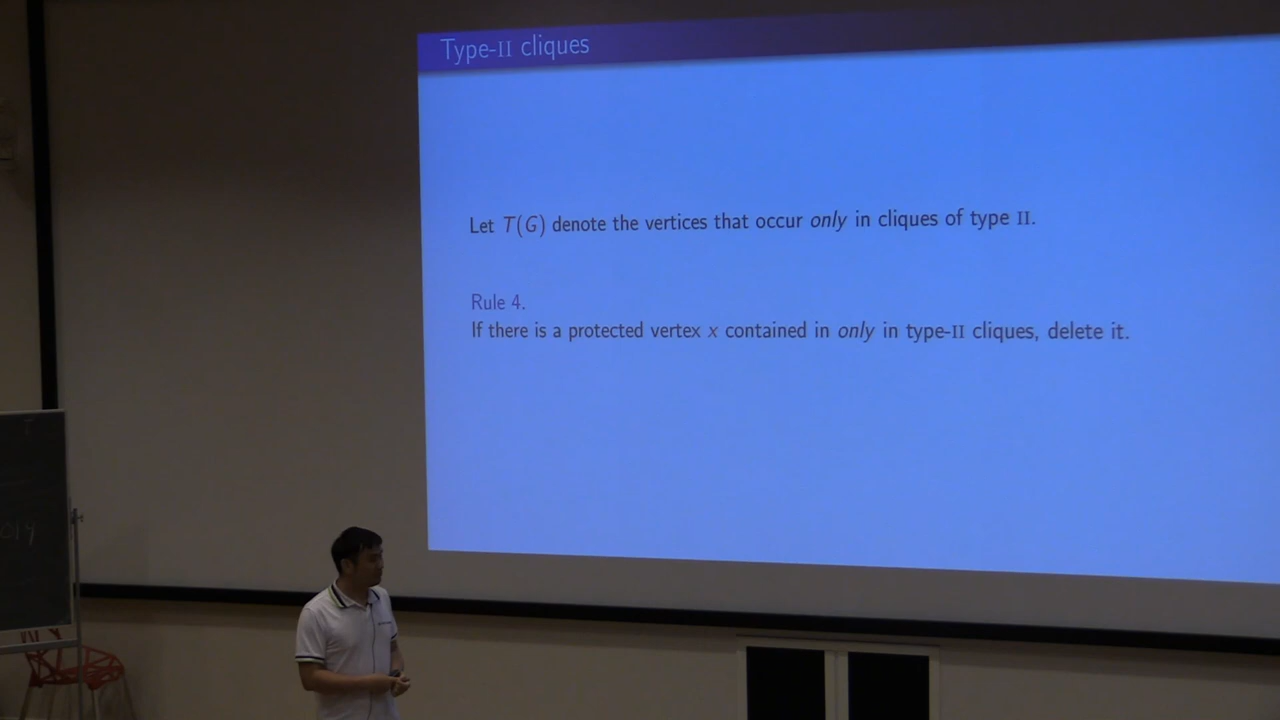 Type-II cliques
Let T(G) denote the vertices that occur only in cliques of type II.
Rule 4.
If there is a protected vertex x contained in only in type-II cliques, delete it.